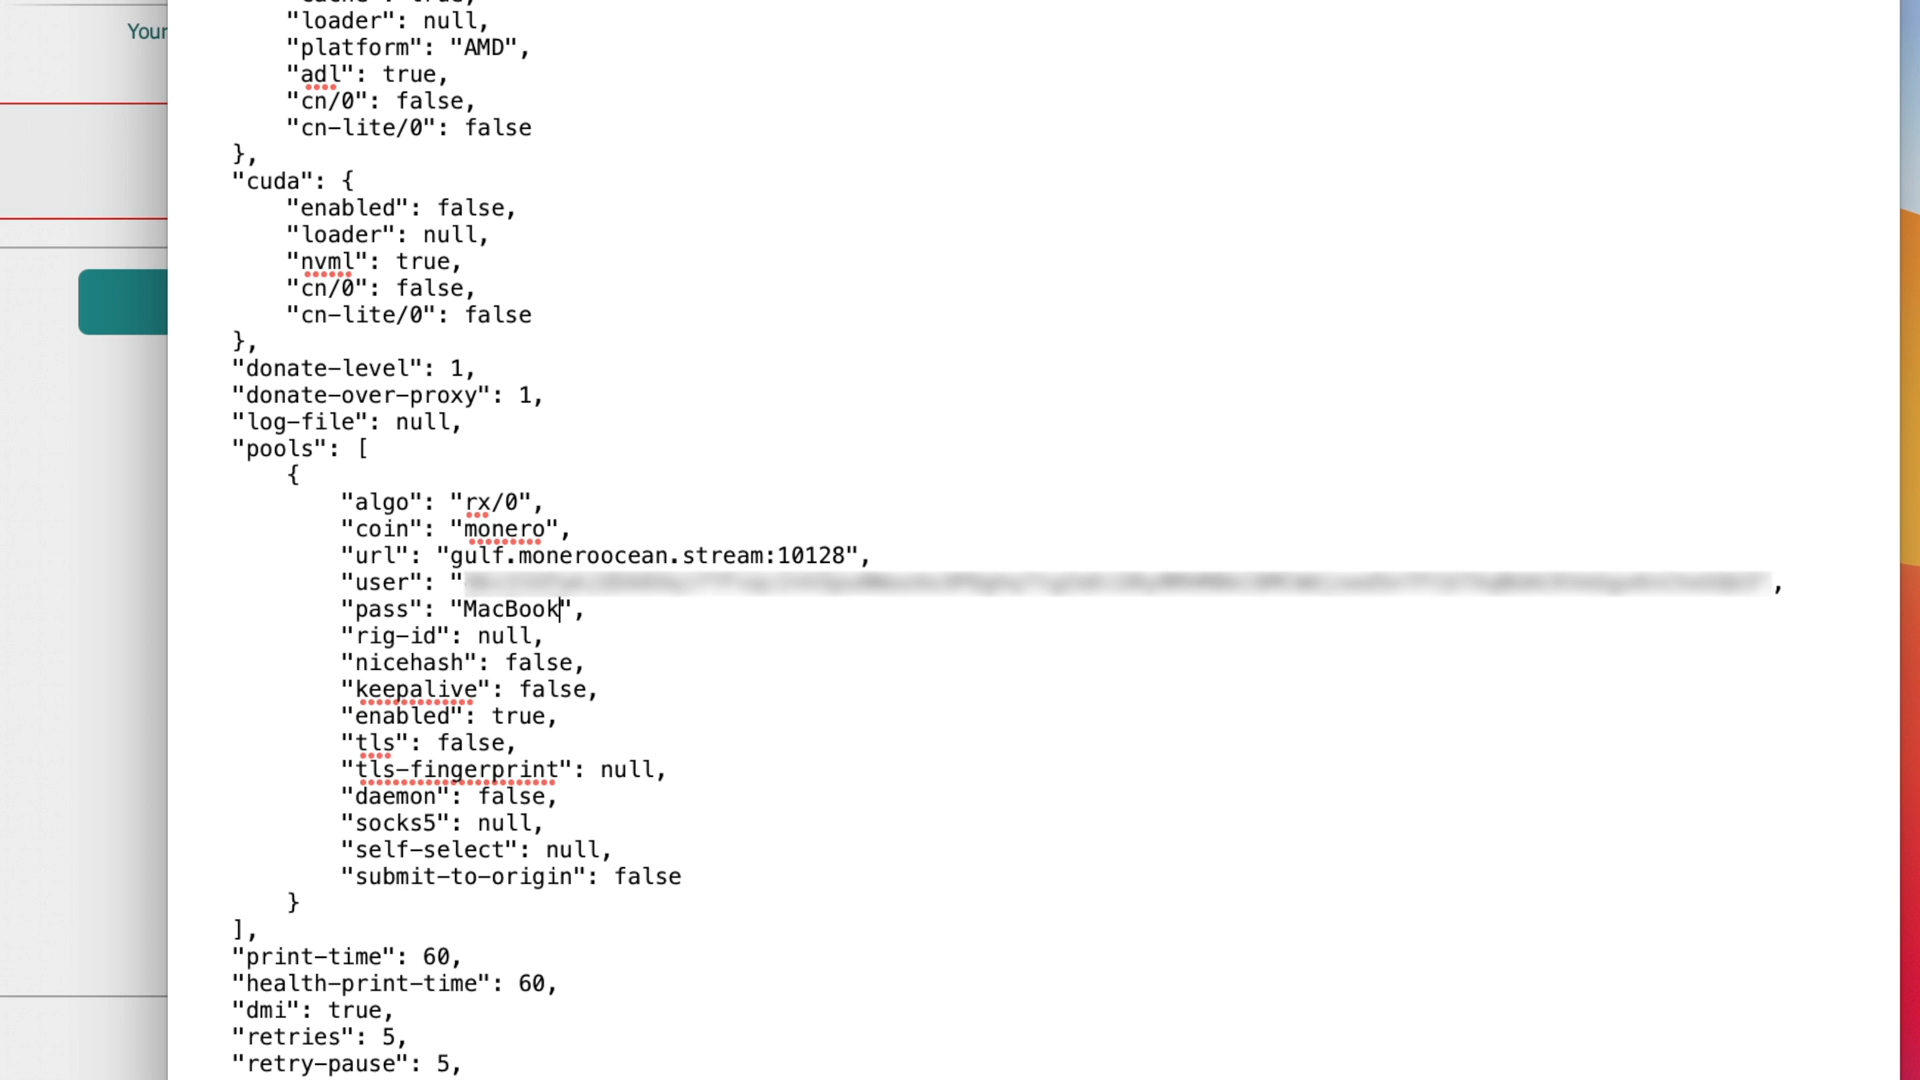 Your
"loader": null,
"platform": "AMD",
"adl": true,
"cn/0": false,
"cn-lite/0": false
},
"cuda": {
"enabled": false,
"loader": null,
"nvml": true,
"cn/0": false,
"cn-lite/0": false
},
"donate-level": 1,
"donate-over-proxy": 1,
"log-file": null,
"pools": [
{
"algo": "rx/0",
"coin": "monero",
"url": "gulf.moneroocean.stream:10128",
"user": "
,
"pass": "MacBook",
"rig-id": null,
"nicehash": false,
"keepalive": false,
"enabled": true,
"tls": false,
"tls-fingerprint": null,
"daemon": false,
"socks5": null,
"self-select": null,
"submit-to-origin": false
}
],
"print-time": 60,
"health-print-time": 60,
"dmi": true,
"retries": 5,
"retry-pause": 5,